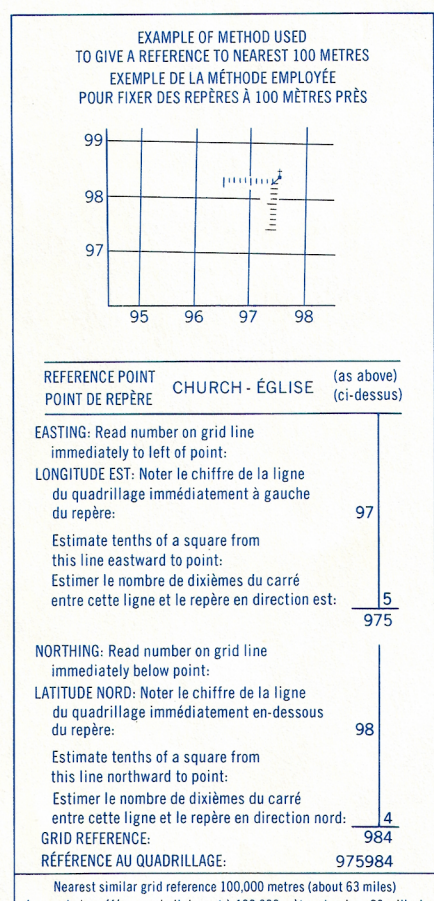 EXAMPLE OF METHOD USED
TO GIVE A REFERENCE TO NEAREST 100 METRES
EXEMPLE DE LA MÉTHODE EMPLOYÉE
POUR FIXER DES REPÈRES À 100 MÈTRES PRÈS
99
98
97
95 96 97 98
REFERENCE POINT
POINT DE REPÈRE
CHURCH - ÉGLISE
(as above)
(ci-dessus)
EASTING: Read number on grid line
immediately to left of point:
LONGITUDE EST: Noter le chiffre de la ligne
du quadrillage immédiatement à gauche
du repère: 97
Estimate tenths of a square from
this line eastward to point:
Estimer le nombre de dixièmes du carré
entre cette ligne et le repère en direction est: 5
975
NORTHING: Read number on grid line
immediately below point:
LATITUDE NORD: Noter le chiffre de la ligne
du quadrillage immédiatement en-dessous
du repère: 98
Estimate tenths of a square from
this line northward to point:
Estimer le nombre de dixièmes du carré
entre cette ligne et le repère en direction nord: 4
GRID REFERENCE: 984
RÉFÉRENCE AU QUADRILLAGE: 975984
Nearest similar grid reference 100,000 metres (about 63 miles)